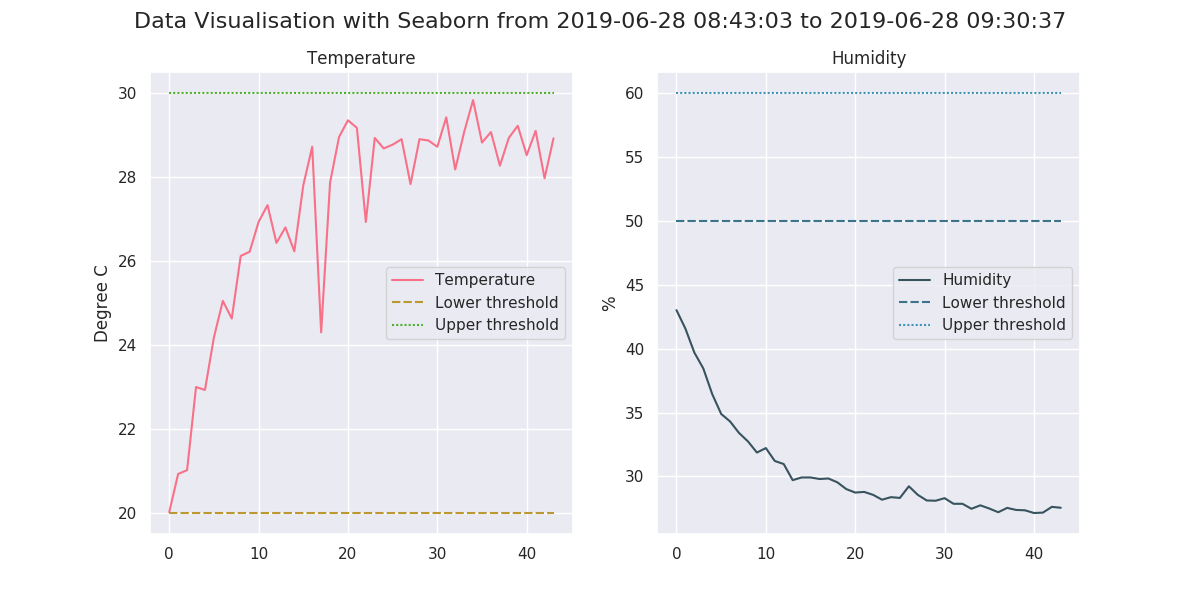 Data Visualisation with Seaborn from 2019-06-28 08:43:03 to 2019-06-28 09:30:37
Temperature
Degree C
30
28
26
24
22
20
0 10 20 30 40
Temperature
Lower threshold
Upper threshold
Humidity
%
60
55
50
45
40
35
30
0 10 20 30 40
Humidity
Lower threshold
Upper threshold